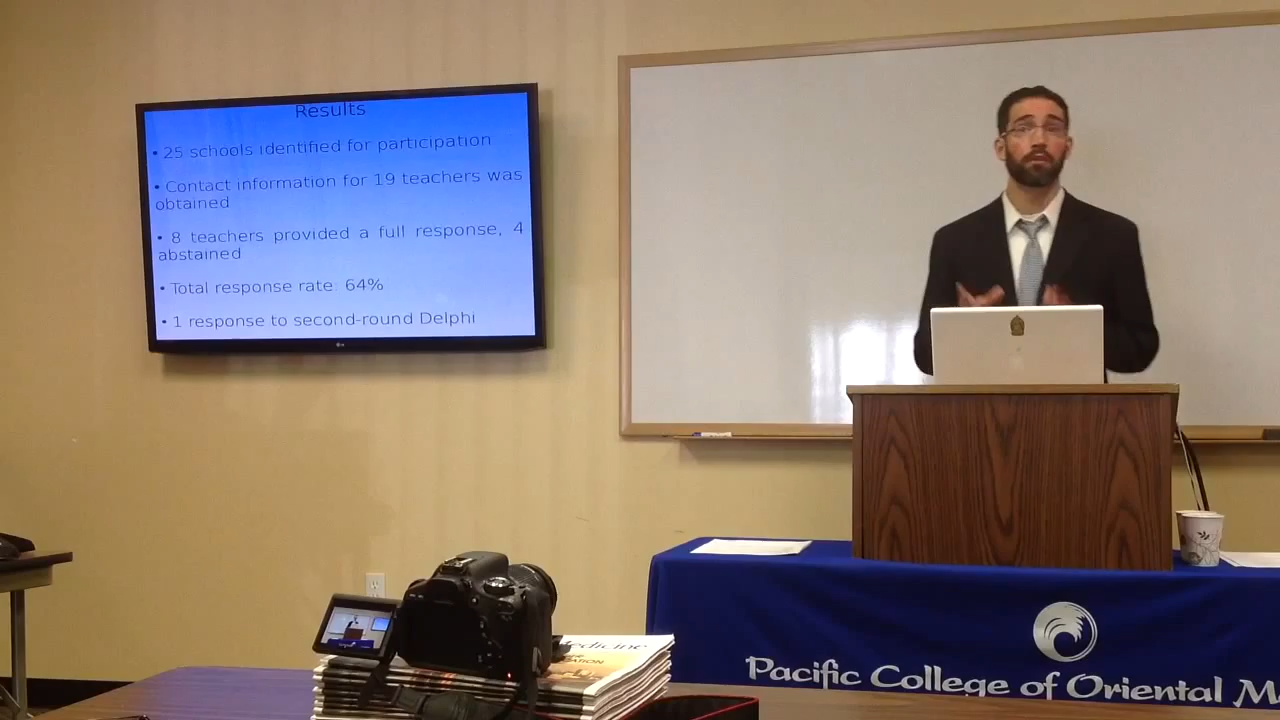 Results
• 25 schools identified for participation
• Contact information for 19 teachers was
obtained
• 8 teachers provided a full response, 4
abstained
• Total response rate 64%
• 1 response to second-round Delphi
LG
Pacific College of Oriental M